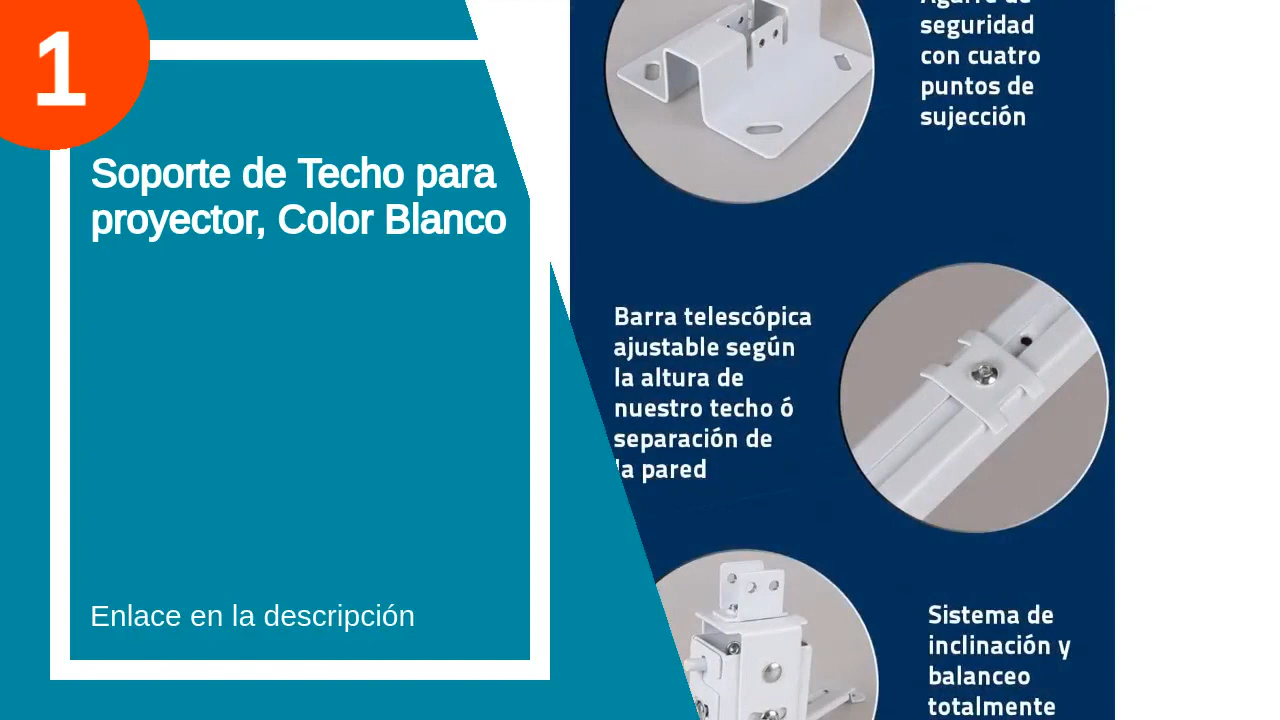 1
Soporte de Techo para
proyector, Color Blanco
Enlace en la descripción
seguridad
con cuatro
puntos de
sujección
Barra telescópica
ajustable según
la altura de
nuestro techo ó
separación de
la pared
Sistema de
inclinación y
balanceo
totalmente